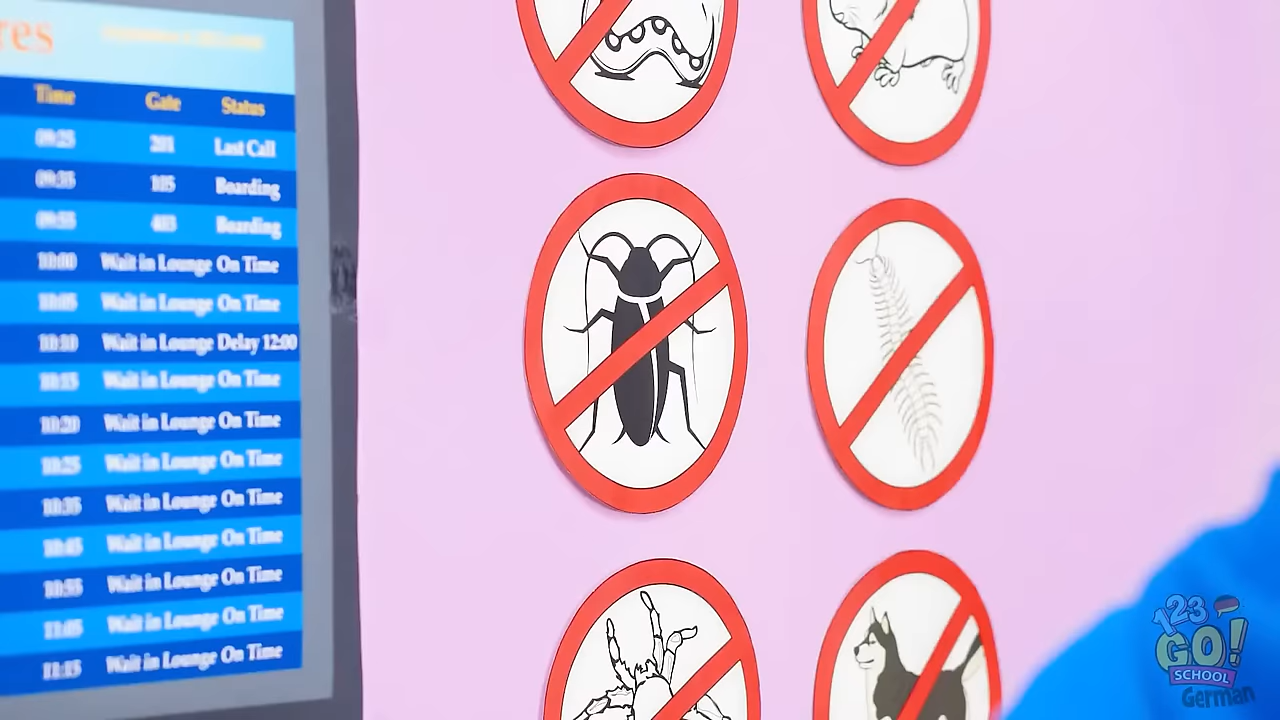 res
Time Gate Status
09:25 201 Last Call
09:35 105 Boarding
09:55 403 Boarding
10:00 Wait in Lounge On Time
10:05 Wait in Lounge On Time
10:10 Wait in Lounge Delay 12:00
10:15 Wait in Lounge On Time
10:20 Wait in Lounge On Time
10:25 Wait in Lounge On Time
10:35 Wait in Lounge On Time
10:45 Wait in Lounge On Time
10:55 Wait in Lounge On Time
11:05 Wait in Lounge On Time
11:15 Wait in Lounge On Time
123
GO!
SCHOOL
German